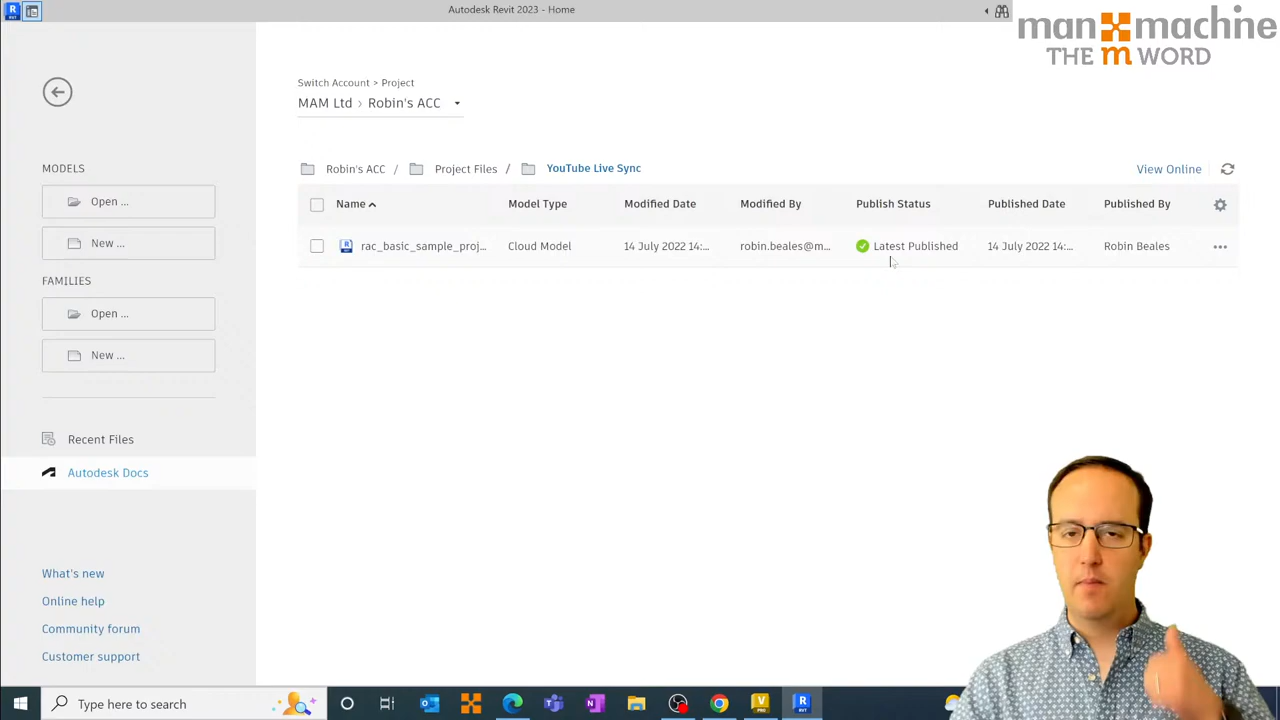 Autodesk Revit 2023 - Home
man machine
THE m WORD
Switch Account > Project
MAM Ltd › Robin's ACC
MODELS
Open ...
New ...
FAMILIES
Open ...
New ...
Recent Files
Autodesk Docs
What's new
Online help
Community forum
Customer support
Robin's ACC / Project Files / YouTube Live Sync
View Online
Name Model Type Modified Date Modified By Publish Status Published Date Published By
rac_basic_sample_proj... Cloud Model 14 July 2022 14:... robin.beales@m... Latest Published 14 July 2022 14:... Robin Beales
Type here to search